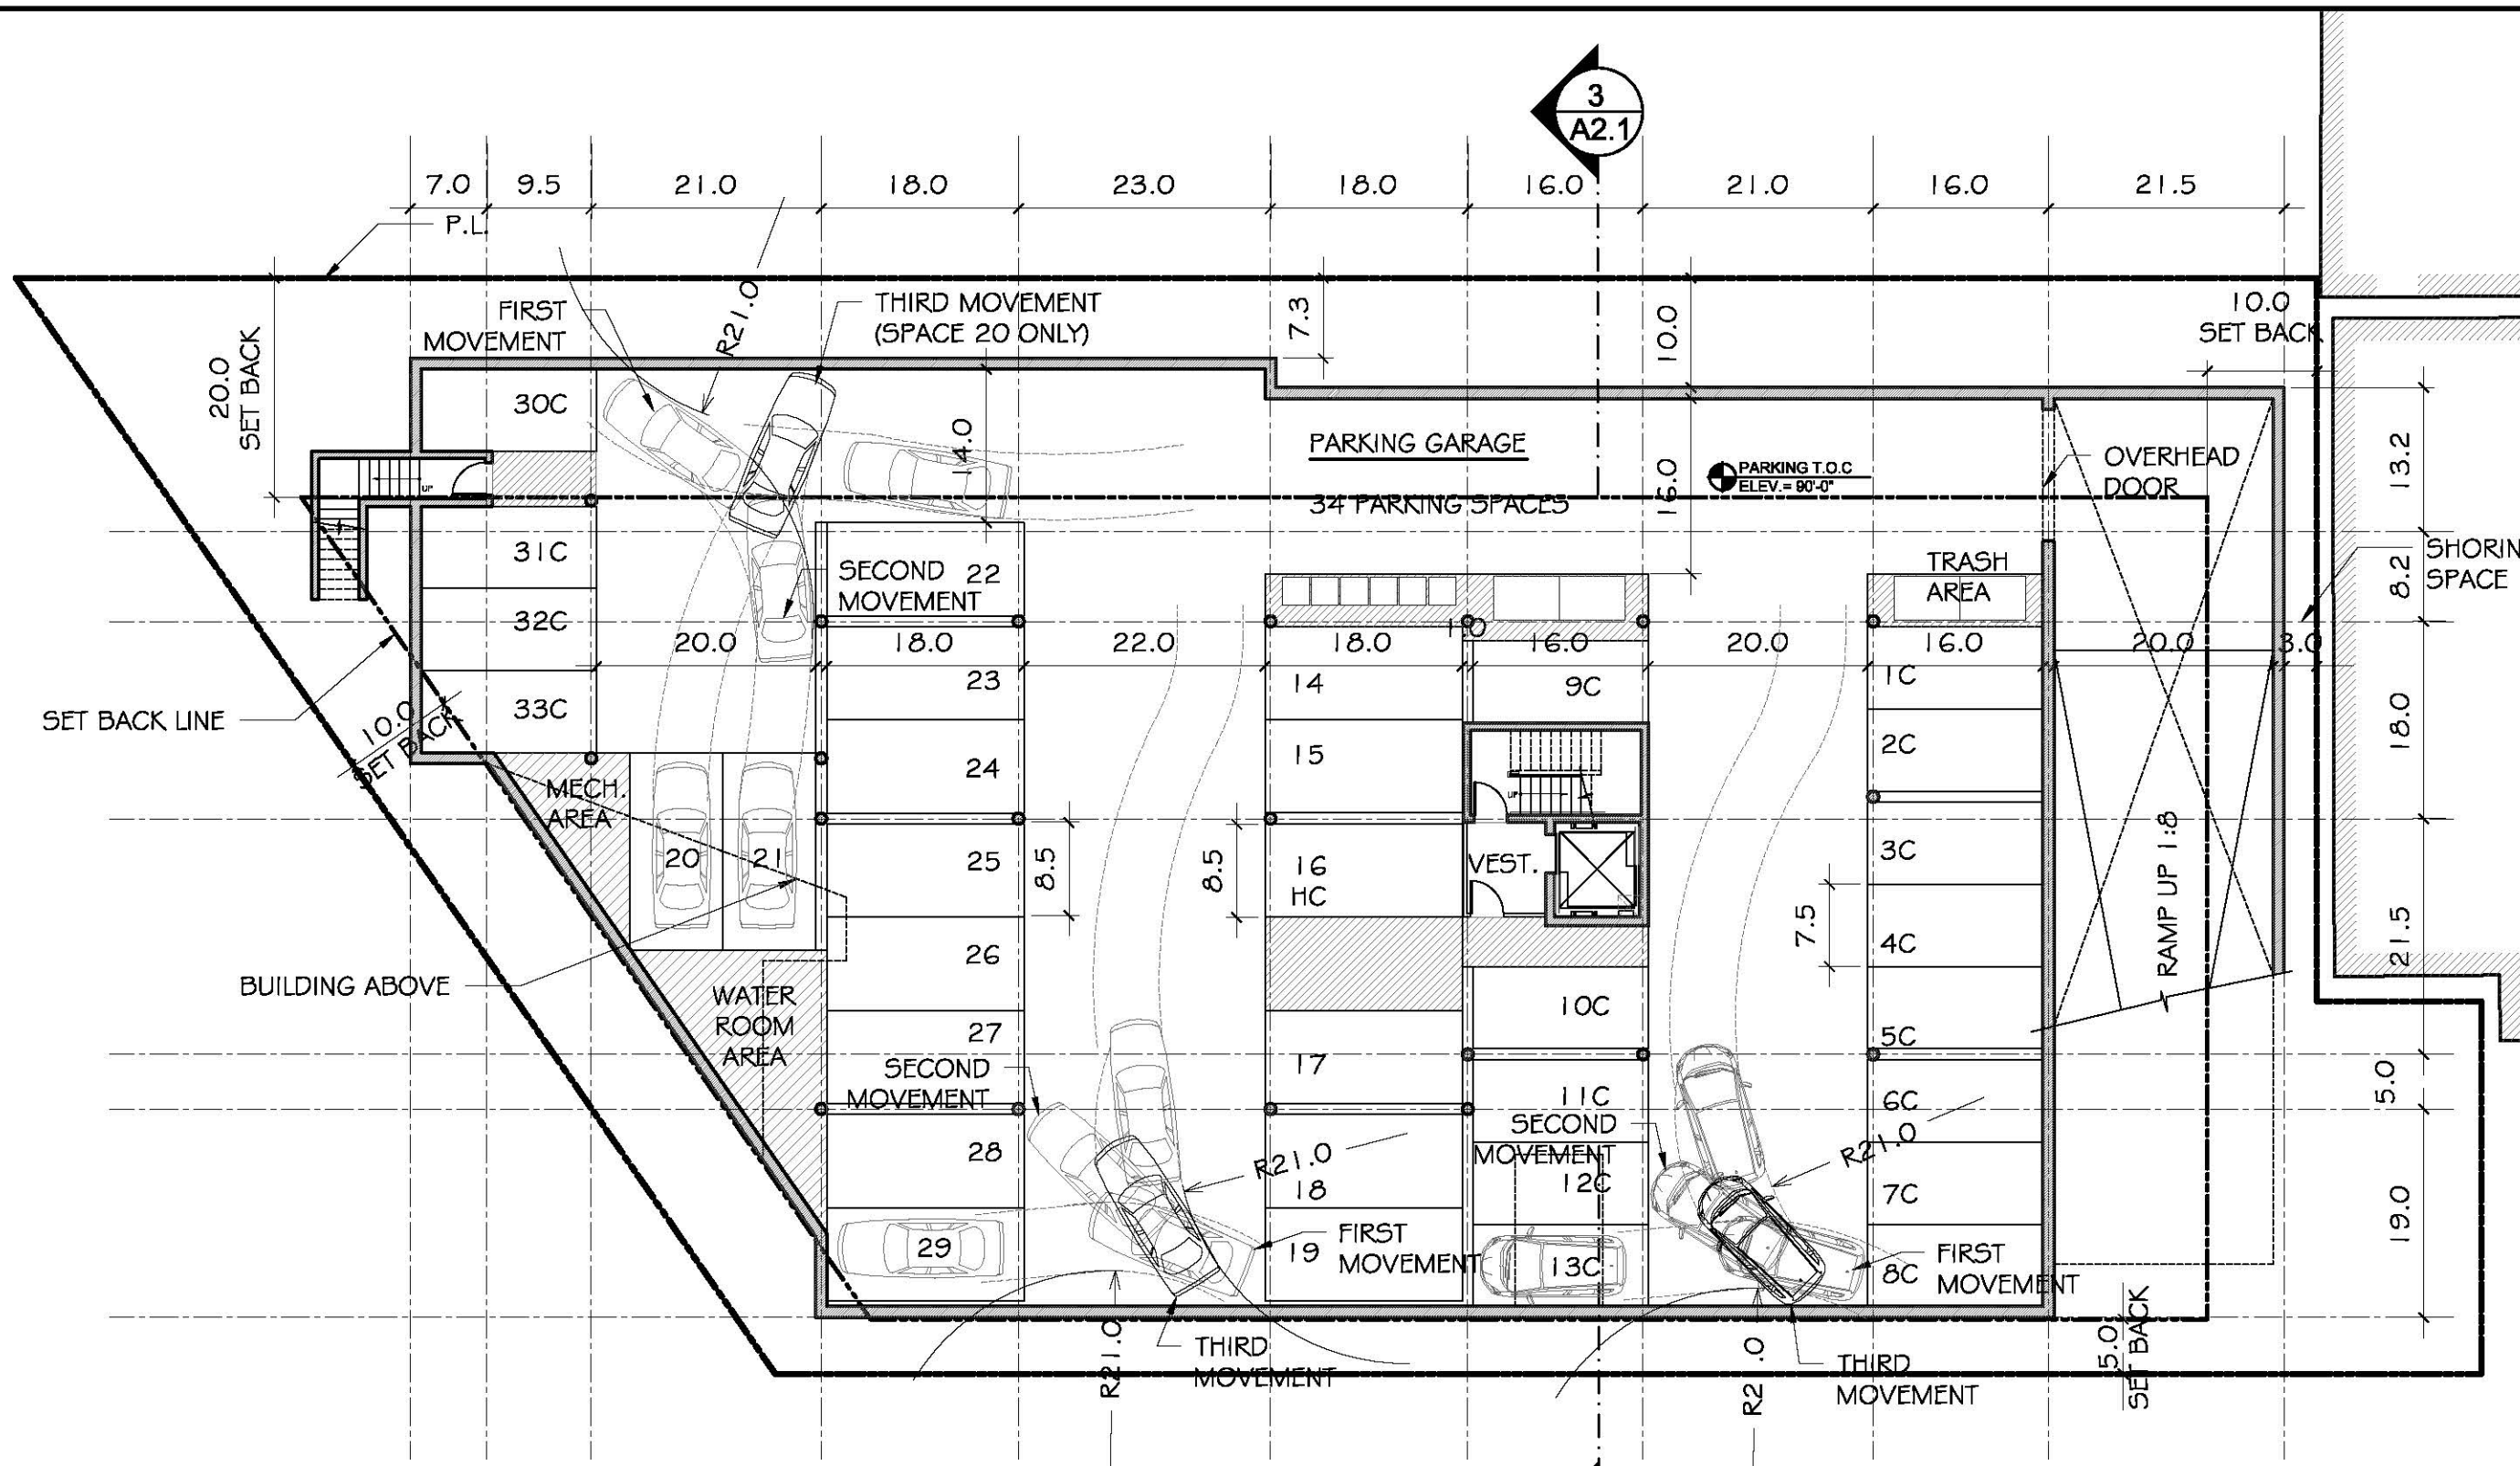 3
A2.1
7.0
9.5
21.0
18.0
23.0
18.0
16.0
21.0
16.0
21.5
P.L.
FIRST
MOVEMENT
R21.0
THIRD MOVEMENT
(SPACE 20 ONLY)
7.3
10.0
10.0
SET BACK
20.0
SET BACK
30C
14.0
PARKING GARAGE
34 PARKING SPACES
16.0
PARKING T.O.C
ELEV.= 90'-0"
OVERHEAD
DOOR
13.2
UP
31C
SECOND
MOVEMENT
22
TRASH
AREA
SHORIN
SPACE
8.2
32C
20.0
18.0
22.0
18.0
1.0
16.0
20.0
16.0
20.0
3.0
33C
23
14
9C
1C
SET BACK LINE
10.0
SET BACK
18.0
24
15
2C
MECH.
AREA
UP
20
21
25
8.5
8.5
16
HC
VEST.
3C
RAMP UP 1:8
7.5
4C
21.5
BUILDING ABOVE
26
WATER
ROOM
AREA
10C
27
5C
SECOND
MOVEMENT
17
11C
6C
5.0
SECOND
MOVEMENT
28
R21.0
18
12C
R21.0
7C
19.0
29
19
FIRST
MOVEMENT
13C
8C
FIRST
MOVEMENT
R21.0
THIRD
MOVEMENT
R2 .0
THIRD
MOVEMENT
5.0
SET BACK